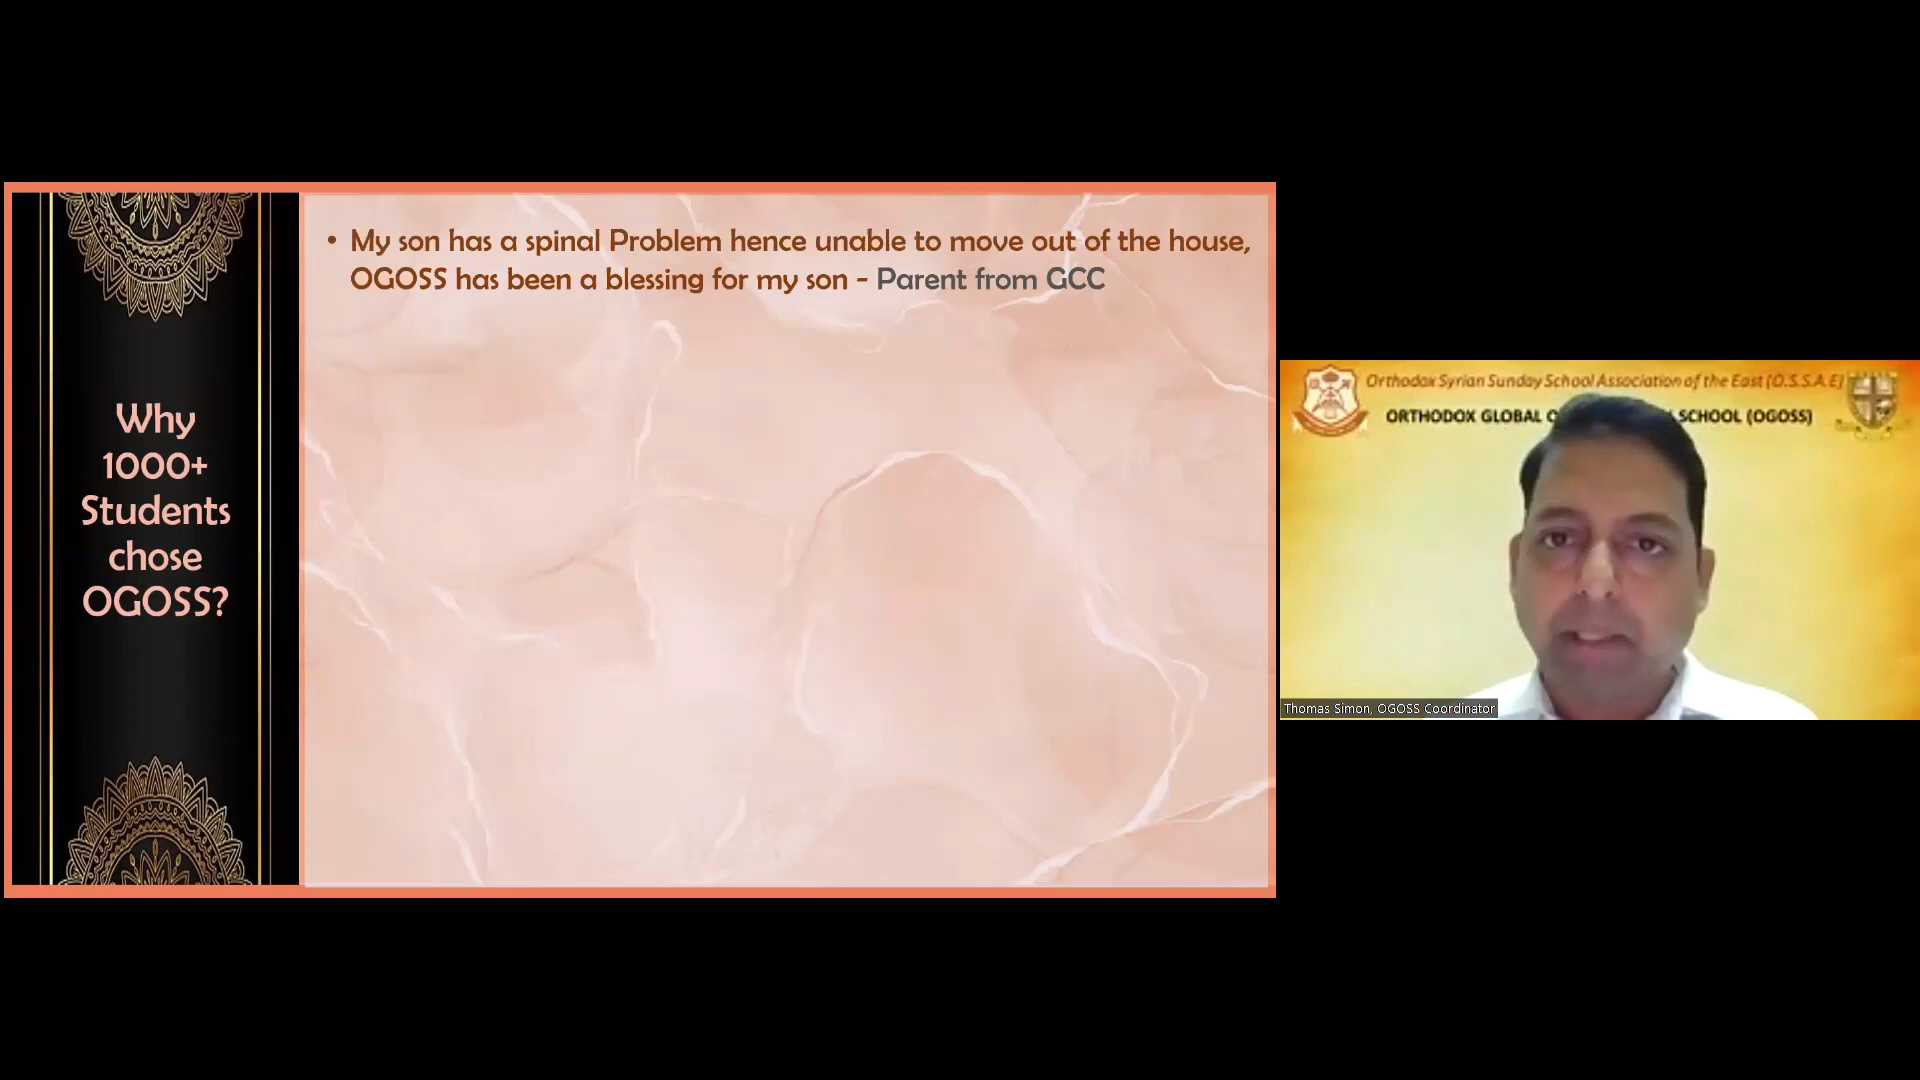 Why
1000+
Students
chose
OGOSS?
• My son has a spinal Problem hence unable to move out of the house,
OGOSS has been a blessing for my son - Parent from GCC
Orthodox Syrian Sunday School Association of the East (O.S.S.A.E)
ORTHODOX GLOBAL O SCHOOL (OGOSS)
Thomas Simon, OGOSS Coordinator